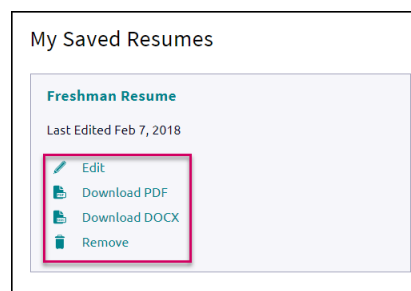 My Saved Resumes
Freshman Resume
Last Edited Feb 7, 2018
Edit
Download PDF
Download DOCX
Remove